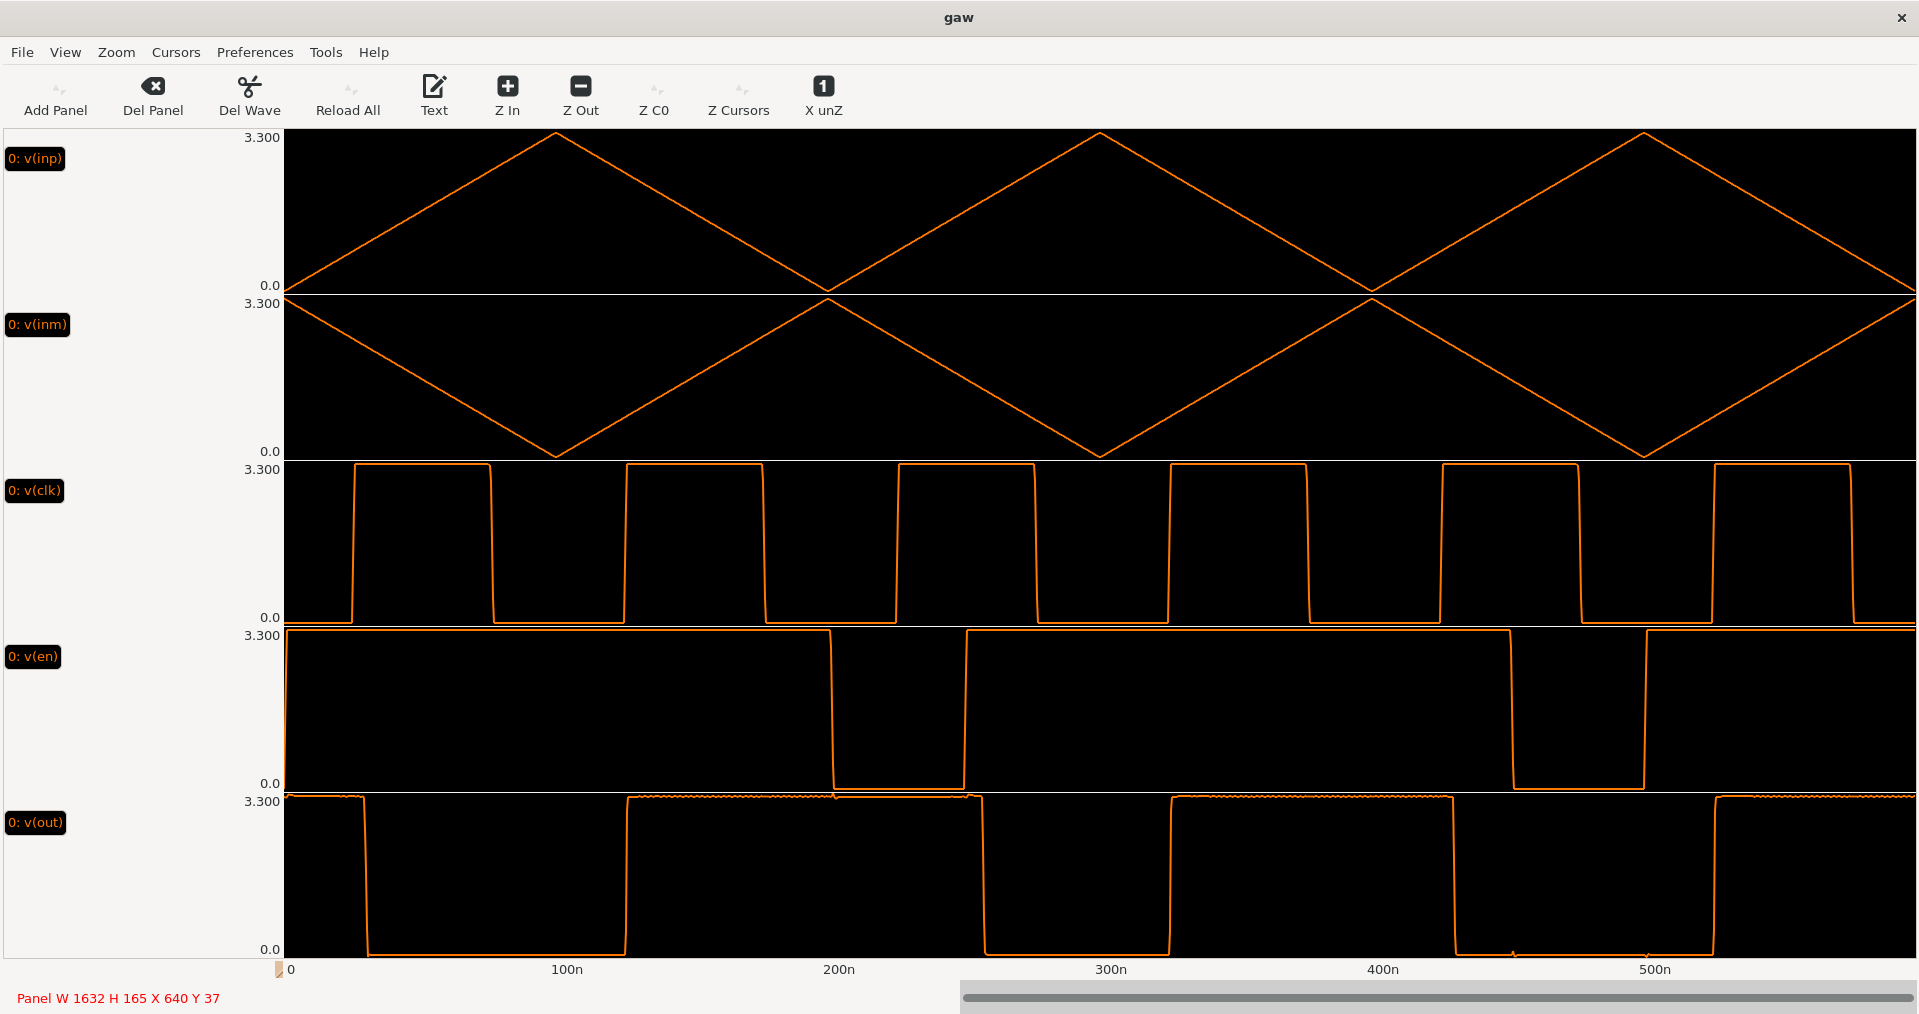 gaw
File View Zoom Cursors Preferences Tools Help
Add Panel Del Panel Del Wave Reload All Text Z In Z Out Z C0 Z Cursors X unZ
1
3.300
0: v(inp)
0.0
3.300
0: v(inm)
0.0
3.300
0: v(clk)
0.0
3.300
0: v(en)
0.0
3.300
0: v(out)
0.0
0 100n 200n 300n 400n 500n
Panel W 1632 H 165 X 640 Y 37